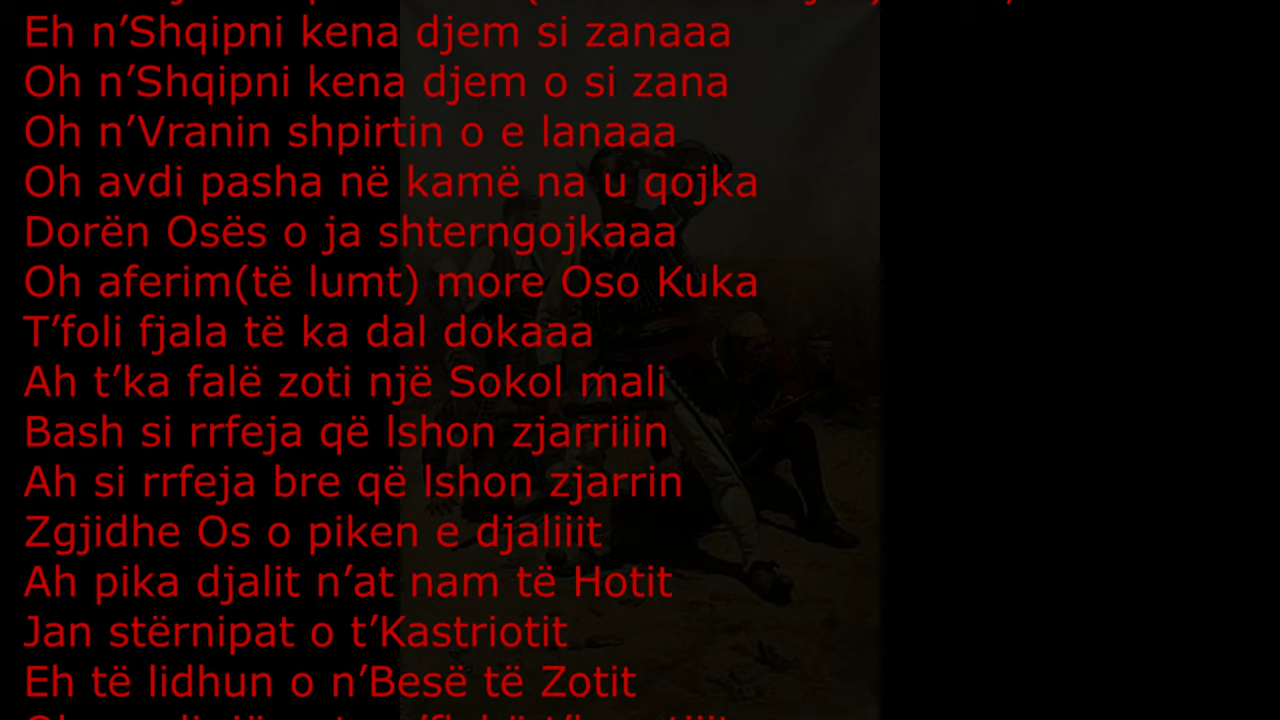 Eh n’Shqipni kena djem si zanaaa
Oh n’Shqipni kena djem o si zana
Oh n’Vranin shpirtin o e lanaaa
Oh avdi pasha në kamë na u qojka
Dorën Osës o ja shterngojkaaa
Oh aferim(të lumt) more Oso Kuka
T’foli fjala të ka dal dokaaa
Ah t’ka falë zoti një Sokol mali
Bash si rrfeja që lshon zjarriiin
Ah si rrfeja bre që lshon zjarrin
Zgjidhe Os o piken e djaliiit
Ah pika djalit n’at nam të Hotit
Jan stërnipat o t’Kastriotit
Eh të lidhun o n’Besë të Zotit